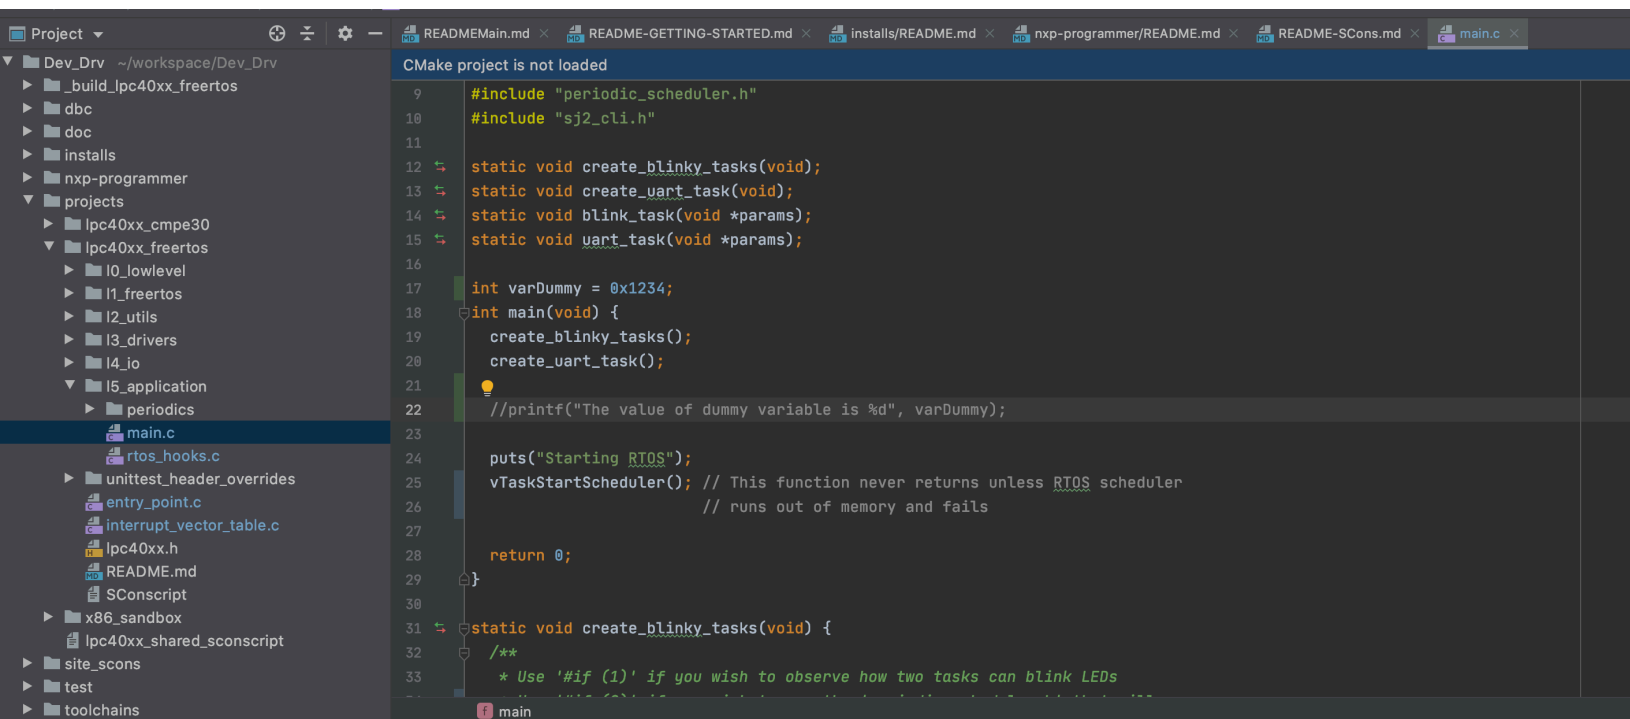 Project
READMEMain.md
README-GETTING-STARTED.md
installs/README.md
nxp-programmer/README.md
README-SCons.md
main.c
Dev_Drv ~/workspace/Dev_Drv
_build_lpc40xx_freertos
dbc
doc
installs
nxp-programmer
projects
lpc40xx_cmpe30
lpc40xx_freertos
l0_lowlevel
l1_freertos
l2_utils
l3_drivers
l4_io
l5_application
periodics
main.c
rtos_hooks.c
unittest_header_overrides
entry_point.c
interrupt_vector_table.c
lpc40xx.h
README.md
SConscript
x86_sandbox
lpc40xx_shared_sconscript
site_scons
test
toolchains
CMake project is not loaded
9 #include "periodic_scheduler.h"
10 #include "sj2_cli.h"
11
12 static void create_blinky_tasks(void);
13 static void create_uart_task(void);
14 static void blink_task(void *params);
15 static void uart_task(void *params);
16
17 int varDummy = 0x1234;
18 int main(void) {
19 create_blinky_tasks();
20 create_uart_task();
21
22 //printf("The value of dummy variable is %d", varDummy);
23
24 puts("Starting RTOS");
25 vTaskStartScheduler(); // This function never returns unless RTOS scheduler
26 // runs out of memory and fails
27
28 return 0;
29 }
30
31 static void create_blinky_tasks(void) {
32 /**
33 * Use '#if (1)' if you wish to observe how two tasks can blink LEDs
main